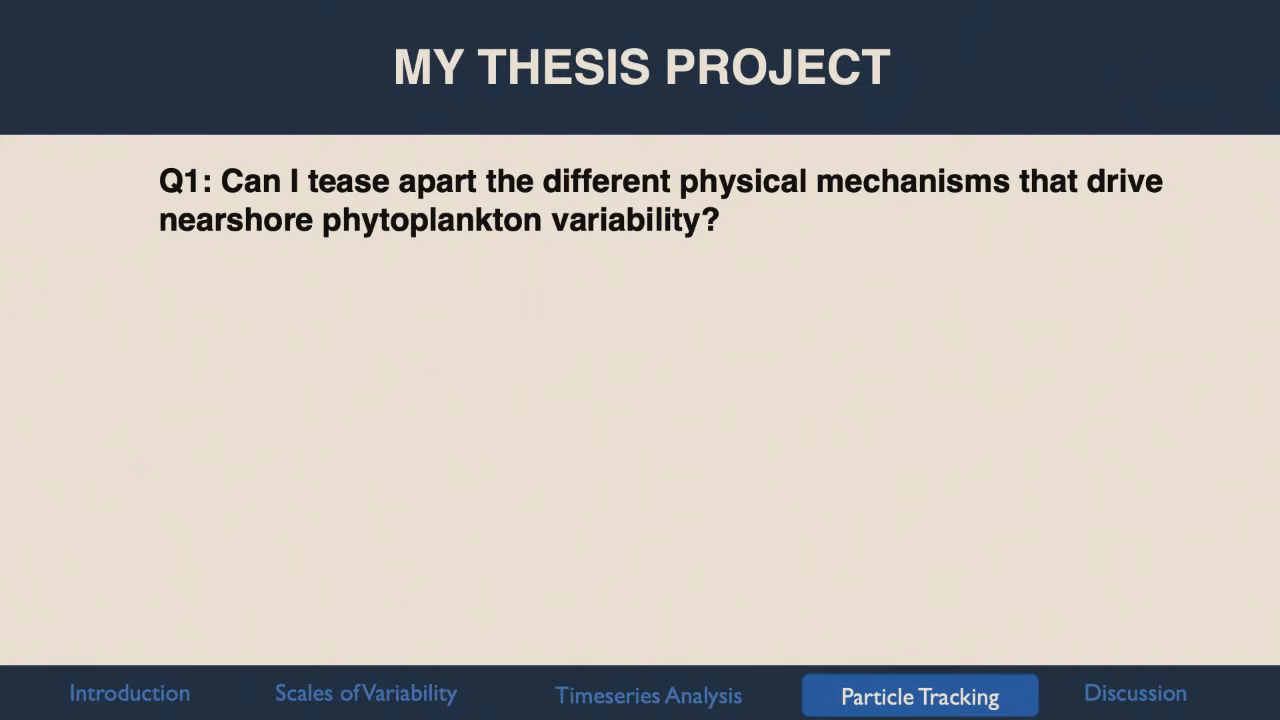 MY THESIS PROJECT
Q1: Can I tease apart the different physical mechanisms that drive
nearshore phytoplankton variability?
Introduction
Scales of Variability
Timeseries Analysis
Particle Tracking
Discussion